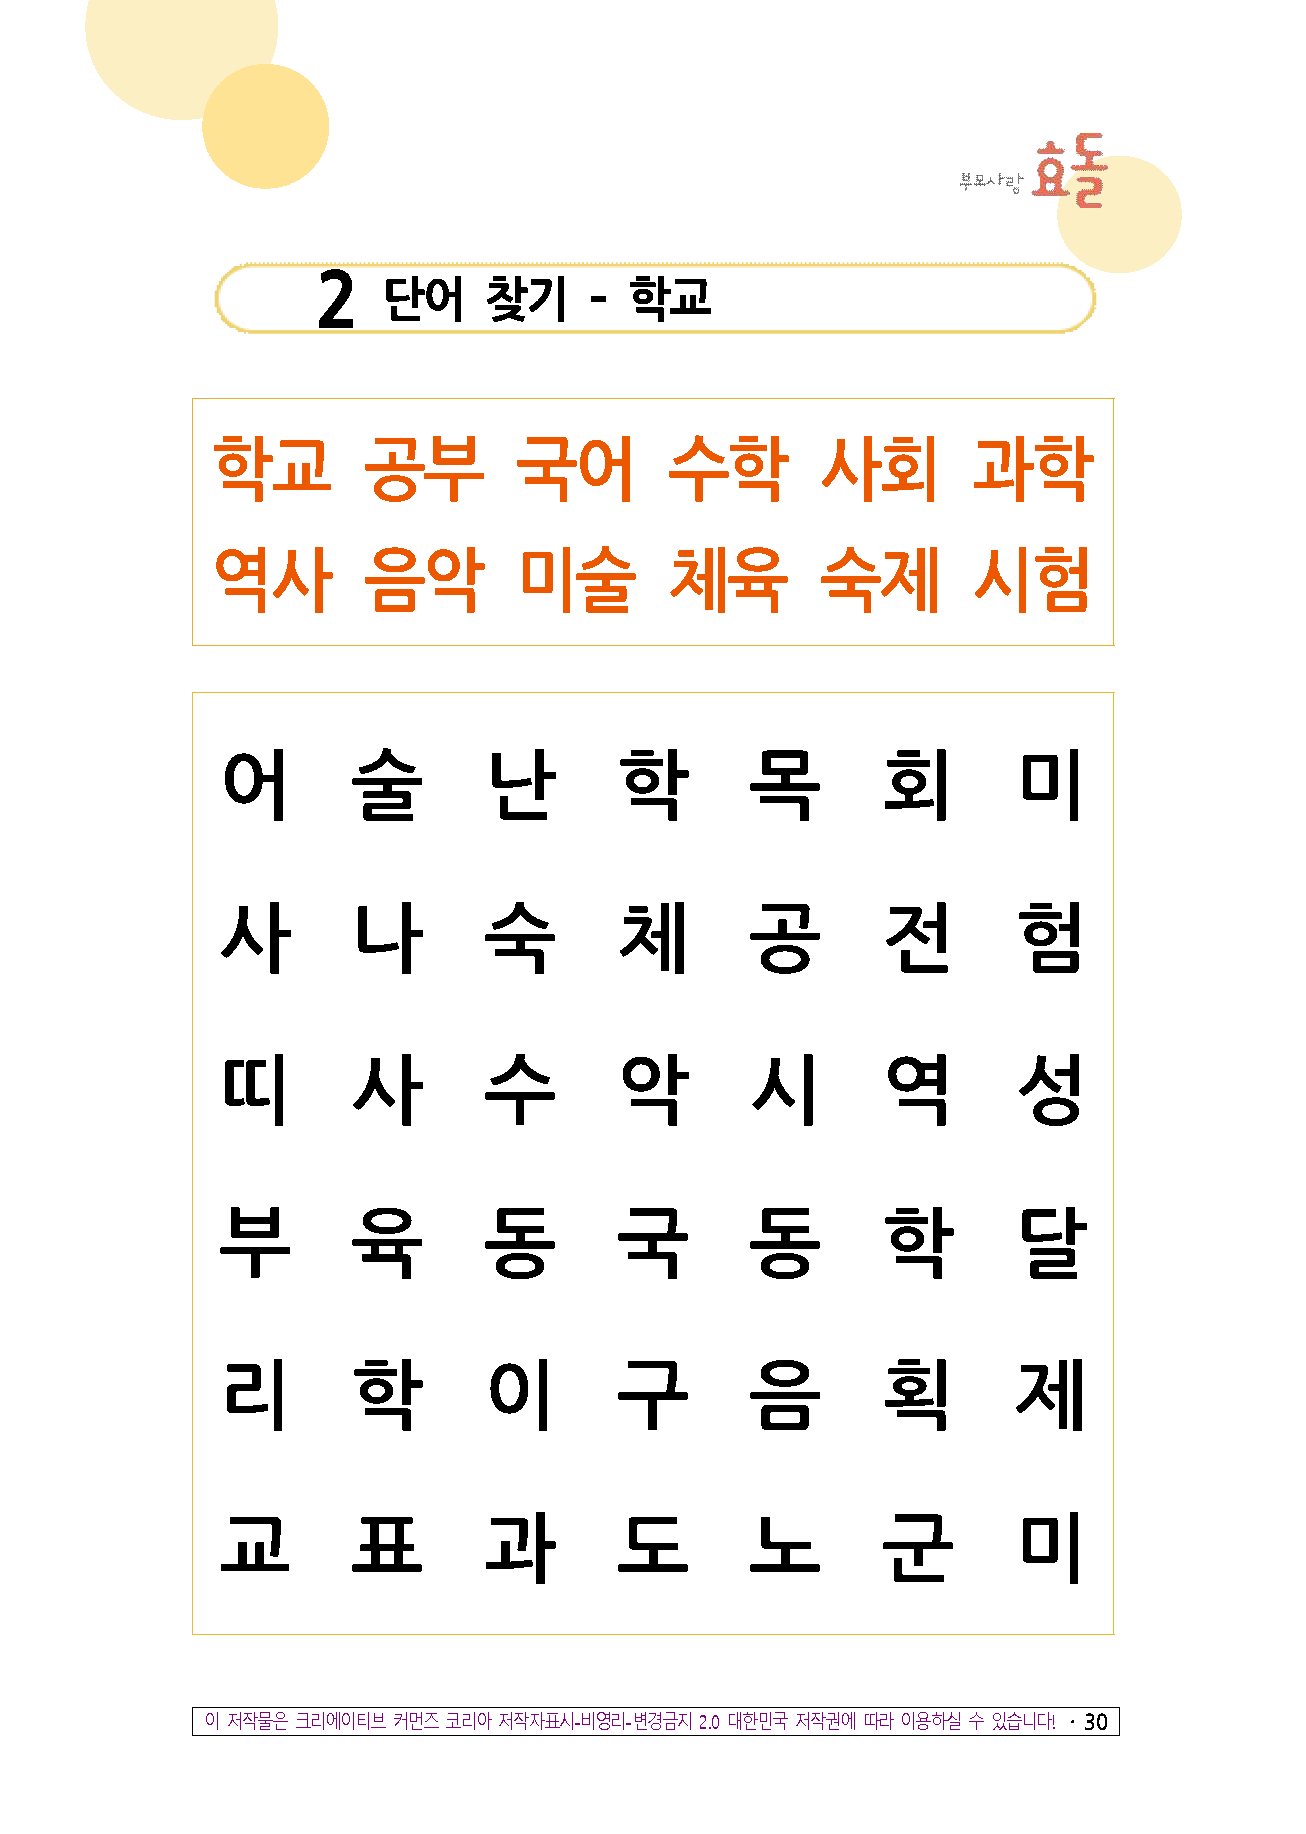 부모사랑 효돌
2 단어 찾기 - 학교
학교 공부 국어 수학 사회 과학
역사 음악 미술 체육 숙제 시험
어 술 난 학 목 회 미
사 나 숙 체 공 전 험
띠 사 수 악 시 역 성
부 육 동 국 동 학 달
리 학 이 구 음 획 제
교 표 과 도 노 군 미
이 저작물은 크리에이티브 커먼즈 코리아 저작자표시-비영리-변경금지 2.0 대한민국 저작권에 따라 이용하실 수 있습니다! · 30